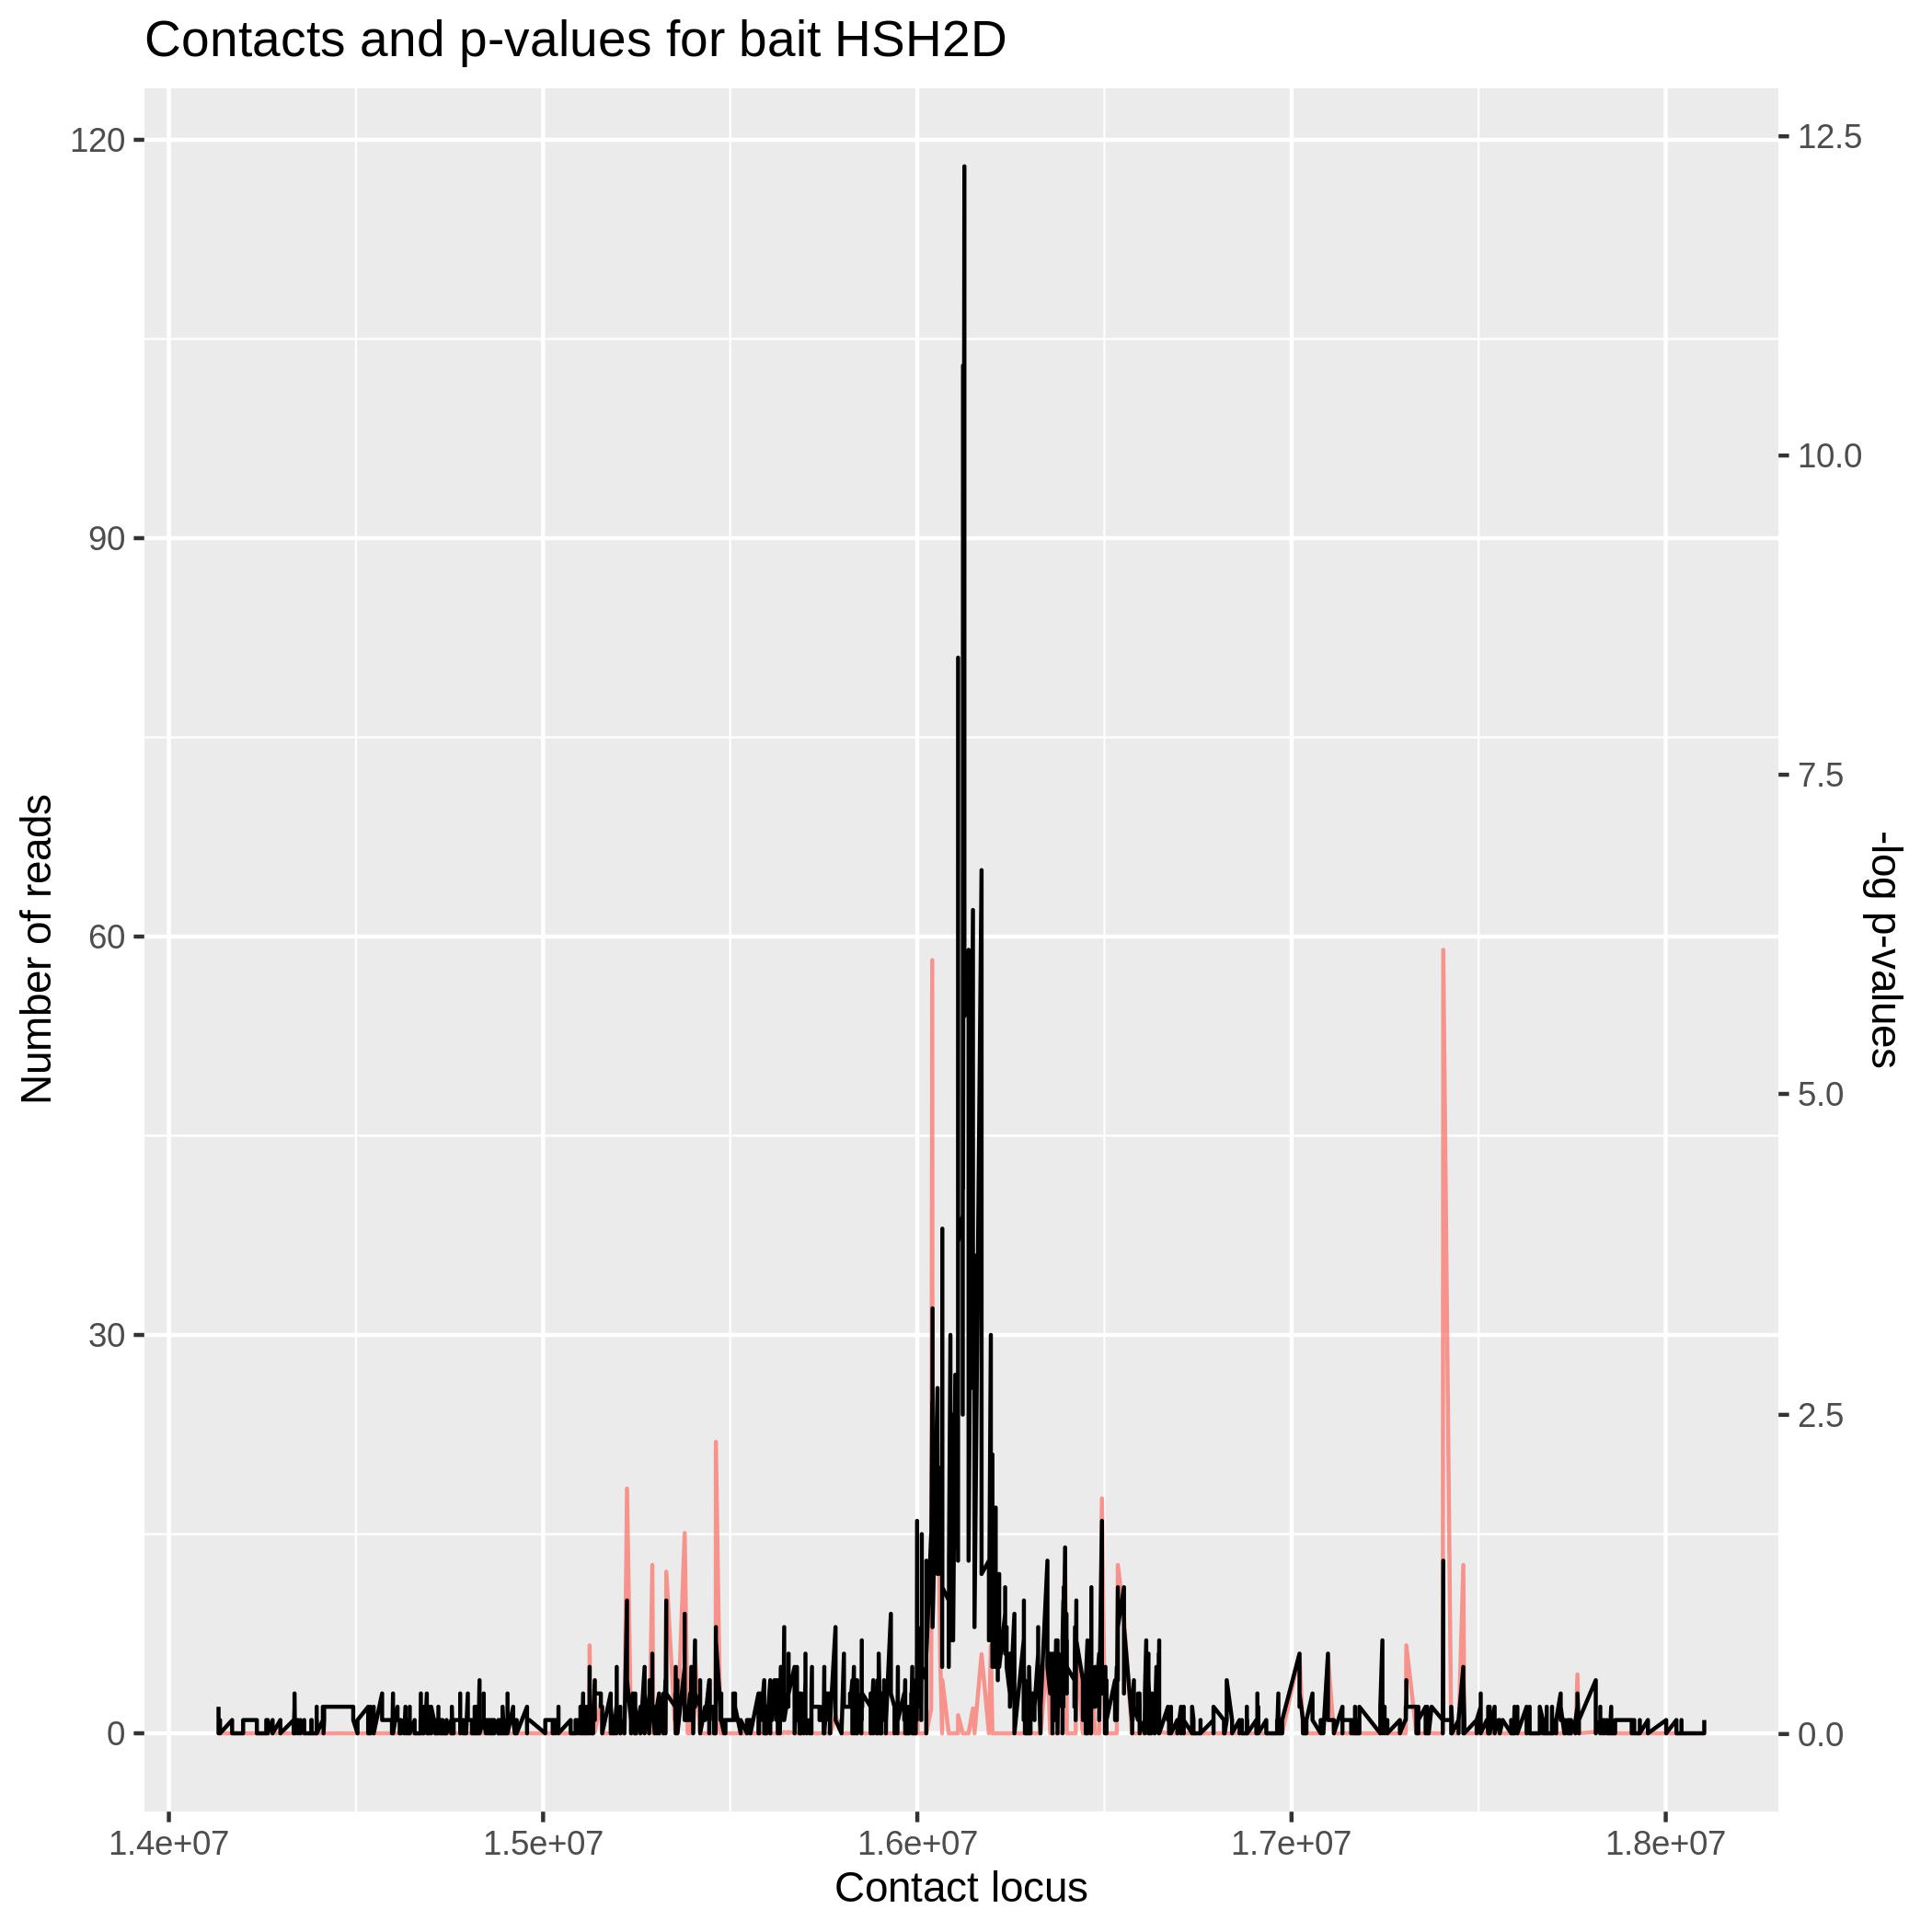 Contacts and p-values for bait HSH2D
120
90
60
30
0
Number of reads
12.5
10.0
7.5
5.0
2.5
0.0
-log p-values
1.4e+07
1.5e+07
1.6e+07
1.7e+07
1.8e+07
Contact locus